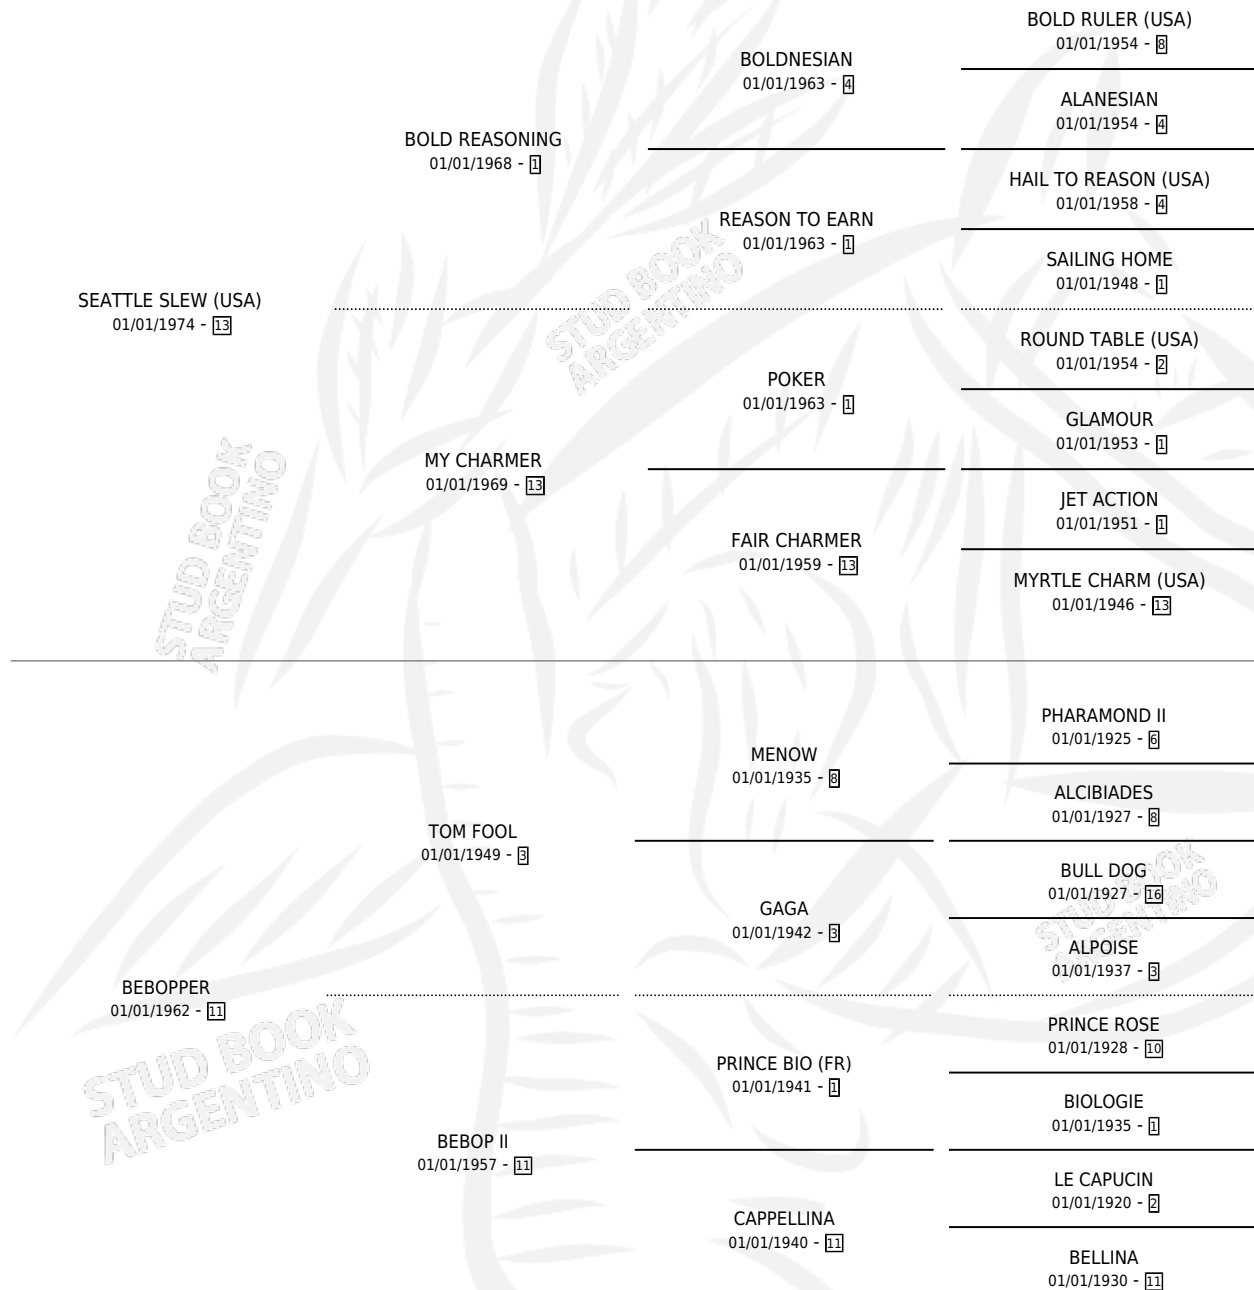 BOLD RULER (USA)
01/01/1954 - 8
BOLDNESIAN
01/01/1963 - 4
ALANESIAN
01/01/1954 - 4
BOLD REASONING
01/01/1968 - 1
HAIL TO REASON (USA)
01/01/1958 - 4
REASON TO EARN
01/01/1963 - 1
SAILING HOME
01/01/1948 - 1
SEATTLE SLEW (USA)
01/01/1974 - 13
ROUND TABLE (USA)
01/01/1954 - 2
POKER
01/01/1963 - 1
GLAMOUR
01/01/1953 - 1
MY CHARMER
01/01/1969 - 13
JET ACTION
01/01/1951 - 1
FAIR CHARMER
01/01/1959 - 13
MYRTLE CHARM (USA)
01/01/1946 - 13
PHARAMOND II
01/01/1925 - 6
MENOW
01/01/1935 - 8
ALCIBIADES
01/01/1927 - 8
TOM FOOL
01/01/1949 - 3
BULL DOG
01/01/1927 - 16
GAGA
01/01/1942 - 3
ALPOISE
01/01/1937 - 3
BEBOPPER
01/01/1962 - 11
PRINCE ROSE
01/01/1928 - 10
PRINCE BIO (FR)
01/01/1941 - 1
BIOLOGIE
01/01/1935 - 1
BEBOP II
01/01/1957 - 11
LE CAPUCIN
01/01/1920 - 2
CAPPELLINA
01/01/1940 - 11
BELLINA
01/01/1930 - 11
STUD BOOK
ARGENTINO
STUD BOOK
ARGENTINO
STUD BOOK
ARGENTINO
STUD BOOK
ARGENTINO